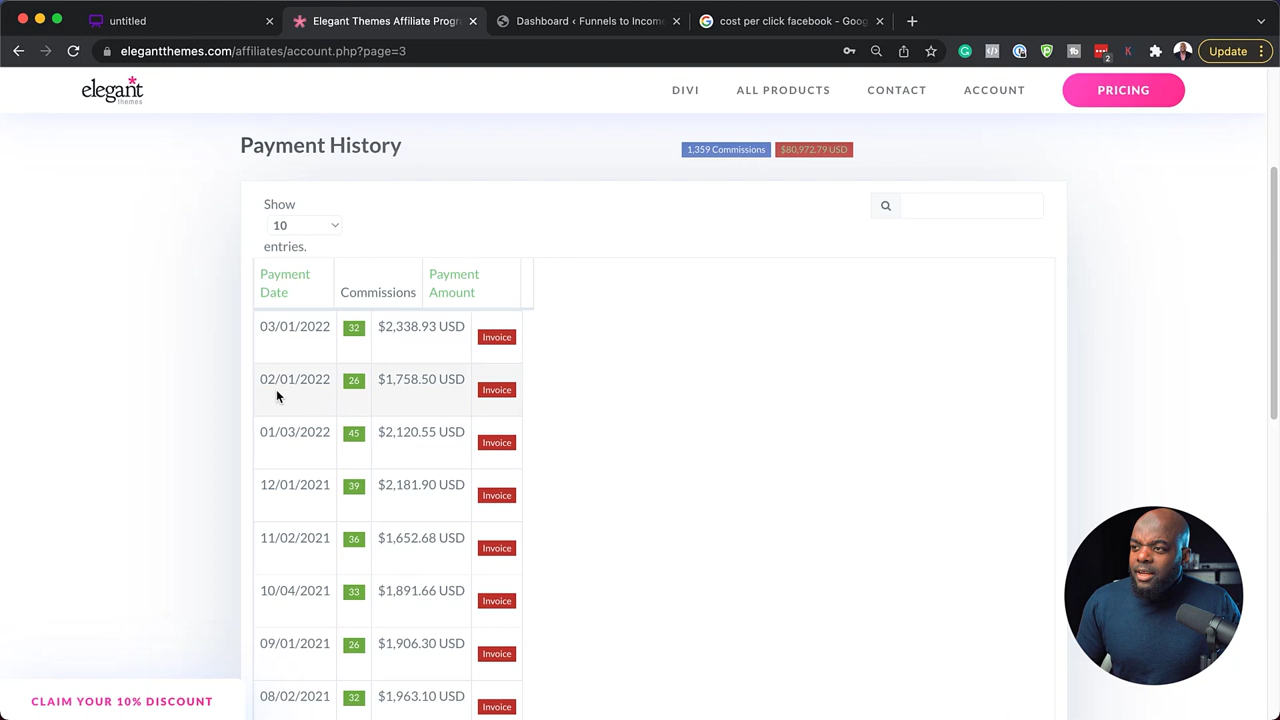 untitled
Elegant Themes Affiliate Progr
Dashboard ‹ Funnels to Income
cost per click facebook - Goog
elegantthemes.com/affiliates/account.php?page=3
2
K
Update
elegant
themes
DIVI
ALL PRODUCTS
CONTACT
ACCOUNT
PRICING
Payment History
1,359 Commissions
$80,972.79 USD
Show
10
entries.
Payment Date
Commissions
Payment Amount
03/01/2022 32 $2,338.93 USD Invoice
02/01/2022 26 $1,758.50 USD Invoice
01/03/2022 45 $2,120.55 USD Invoice
12/01/2021 39 $2,181.90 USD Invoice
11/02/2021 36 $1,652.68 USD Invoice
10/04/2021 33 $1,891.66 USD Invoice
09/01/2021 26 $1,906.30 USD Invoice
08/02/2021 32 $1,963.10 USD Invoice
CLAIM YOUR 10% DISCOUNT